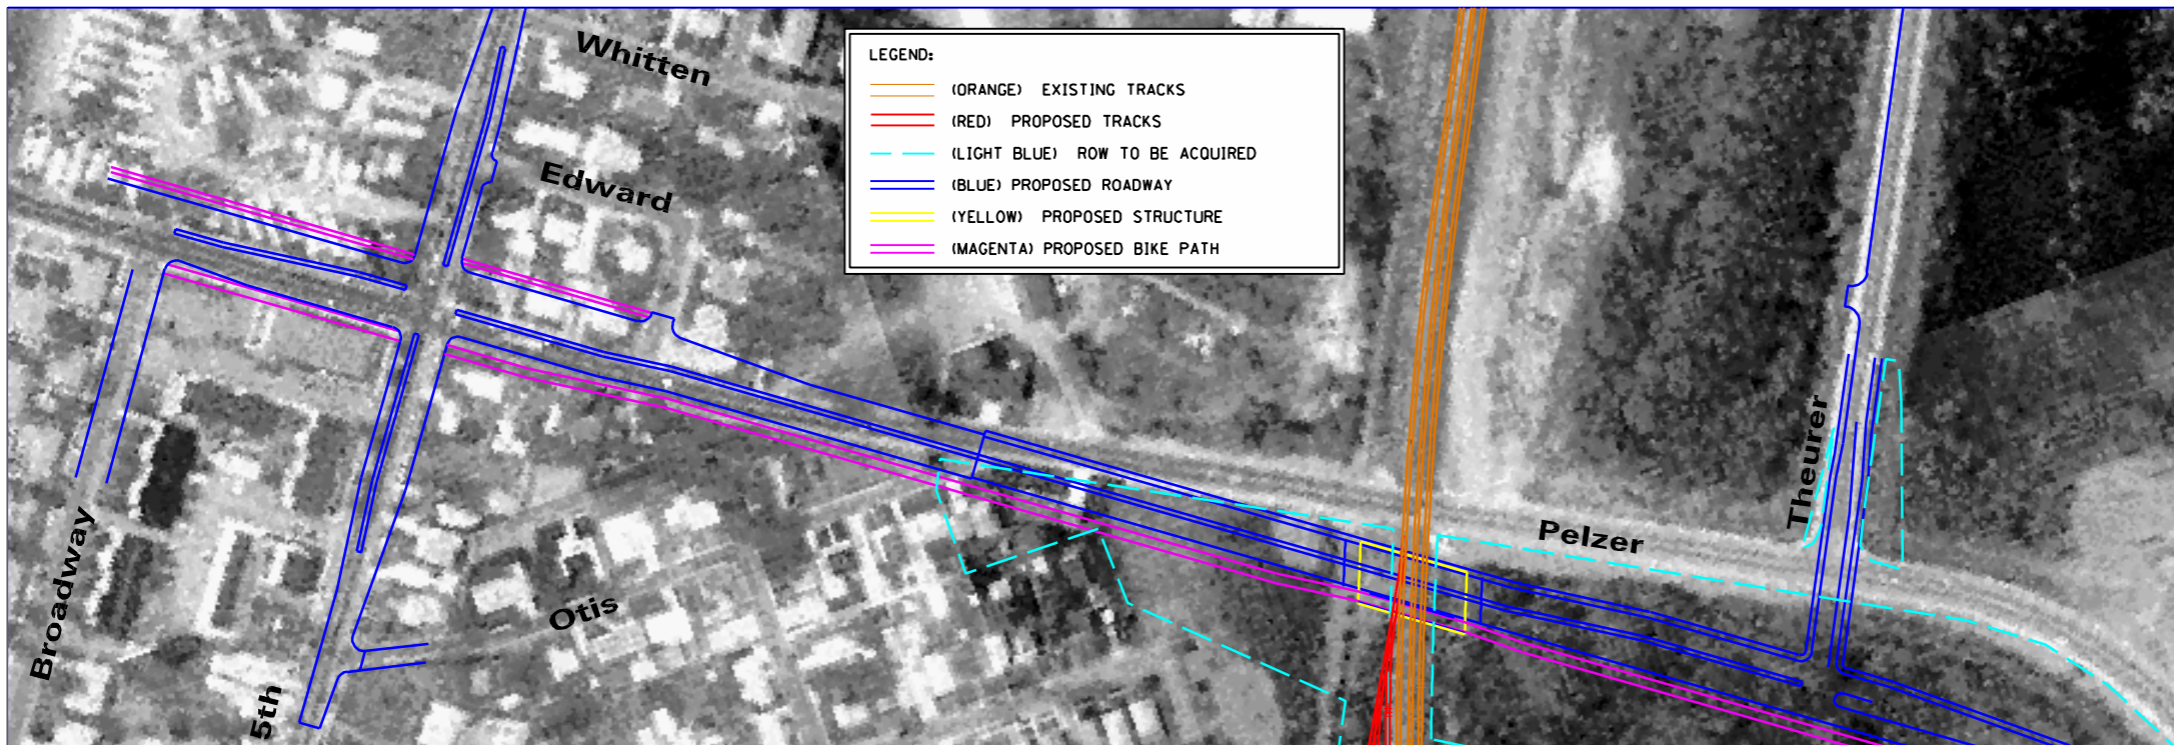 Whitten
LEGEND:
(ORANGE) EXISTING TRACKS
(RED) PROPOSED TRACKS
(LIGHT BLUE) ROW TO BE ACQUIRED
(BLUE) PROPOSED ROADWAY
(YELLOW) PROPOSED STRUCTURE
(MAGENTA) PROPOSED BIKE PATH
Edward
Theurer
Pelzer
Broadway
Otis
5th